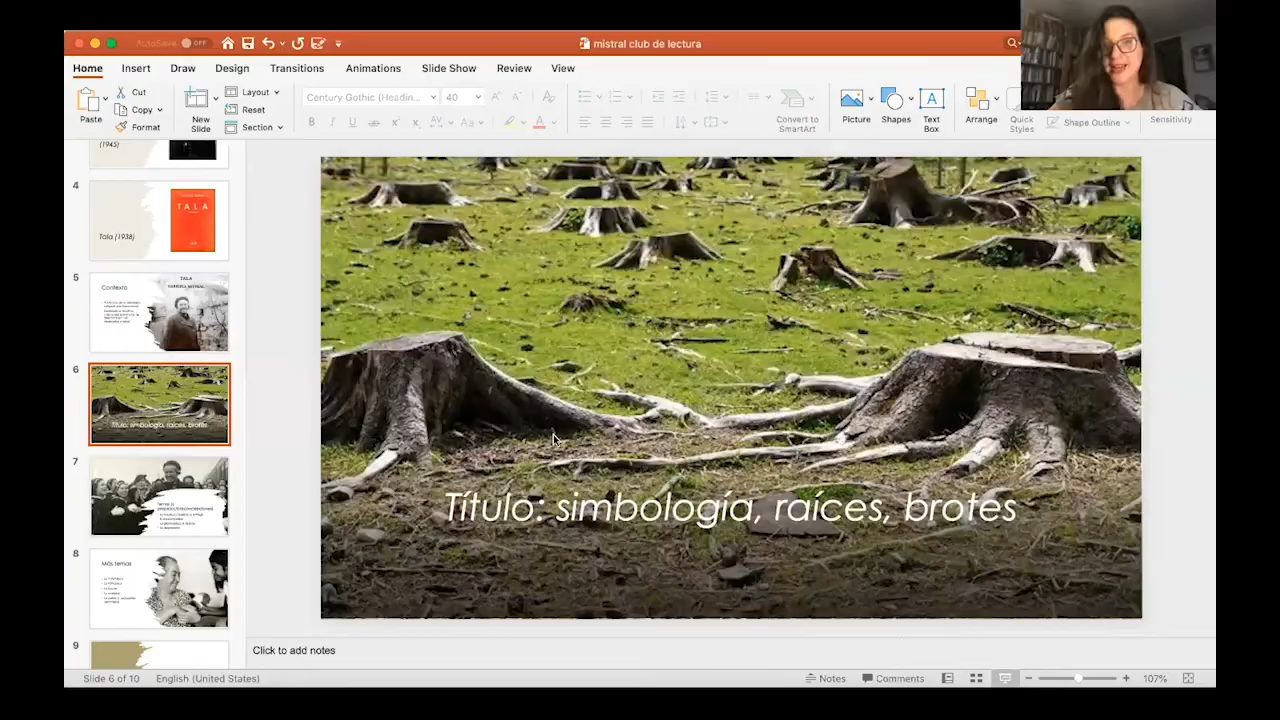 AutoSave OFF
mistral club de lectura
Home Insert Draw Design Transitions Animations Slide Show Review View
Paste
Cut
Copy
Format
New
Slide
Layout
Reset
Section
Century Gothic (Headin...
40
Convert to
SmartArt
Picture
Shapes
Text
Box
Arrange
Quick
Styles
Shape Outline
Sensitivity
(1945)
4
TALA
Tala (1938)
5
Contexto
TALA
GABRIELA MISTRAL
6
Título: simbología, raíces, brotes
7
8
Más temas
9
Título: simbología, raíces, brotes
Click to add notes
Slide 6 of 10
English (United States)
Notes
Comments
107%